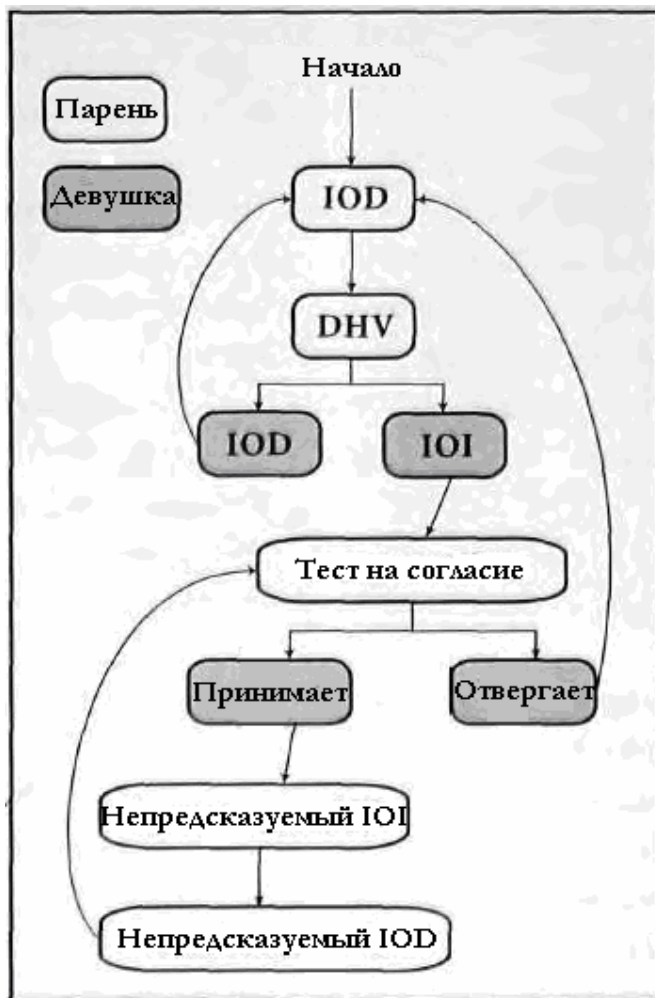 Начало
Парень
Девушка
IOD
DHV
IOD
IOI
Тест на согласие
Принимает
Отвергает
Непредсказуемый IOI
Непредсказуемый IOD